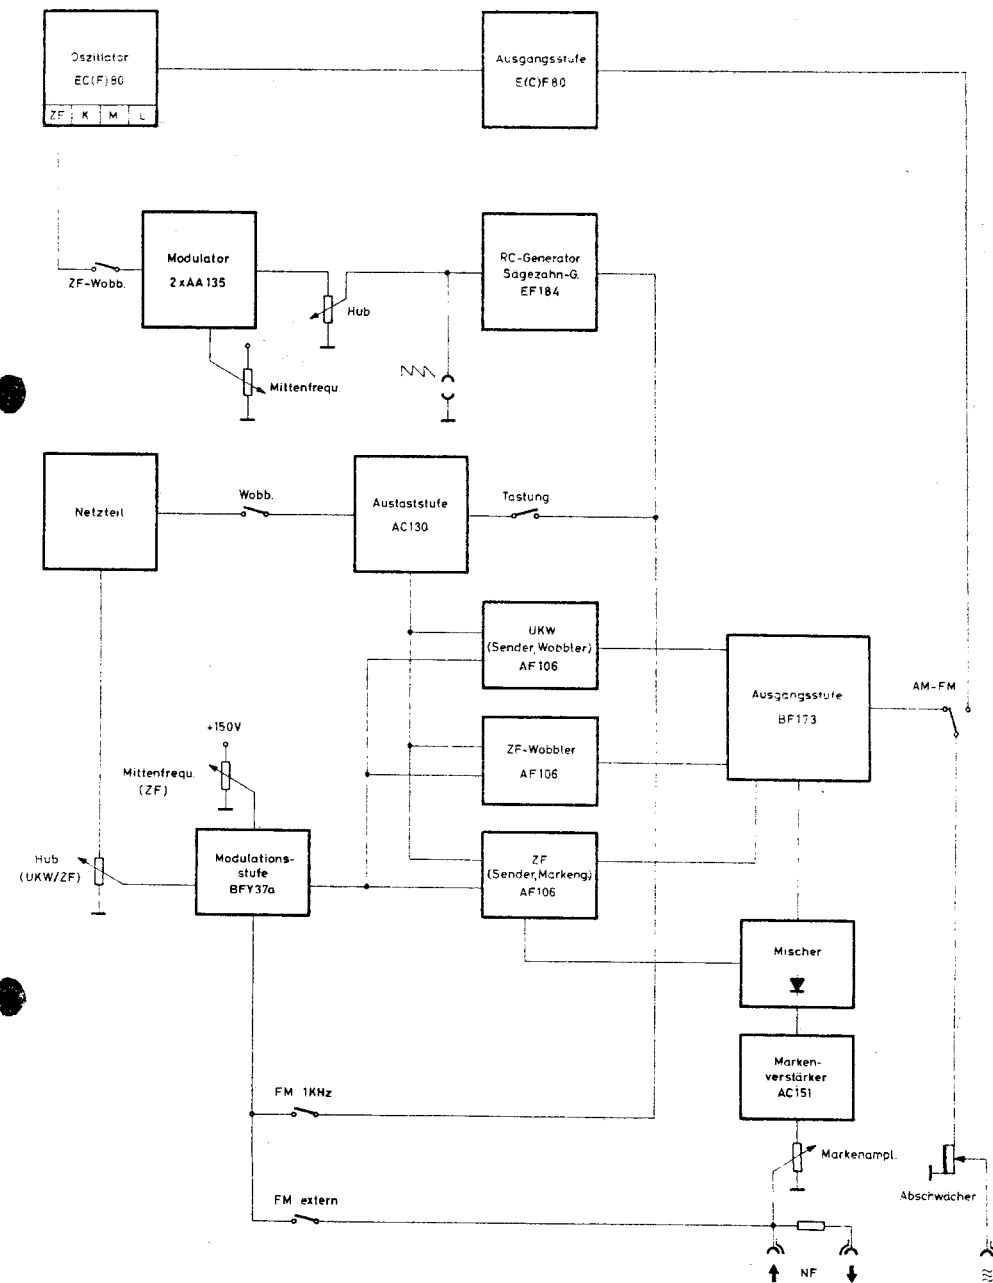 Oszillator
EC(F)80
ZF K M L
Ausgangsstufe
E(C)F80
Modulator
2xAA135
ZF-Wobb.
Hub
Mittenfrequ.
RC-Generator
Sägezahn-G.
EF184
Netzteil
Wobb.
Austaststufe
AC130
Tastung
UKW
(Sender, Wobbler)
AF106
ZF-Wobbler
AF106
ZF
(Sender, Markeng)
AF106
Ausgangsstufe
BF173
AM-FM
+150V
Mittenfrequ.
(ZF)
Hub
(UKW/ZF)
Modulations-
stufe
BFY37a
Mischer
Marken-
verstärker
AC151
FM 1KHz
Markenampl.
Abschwächer
FM extern
NF